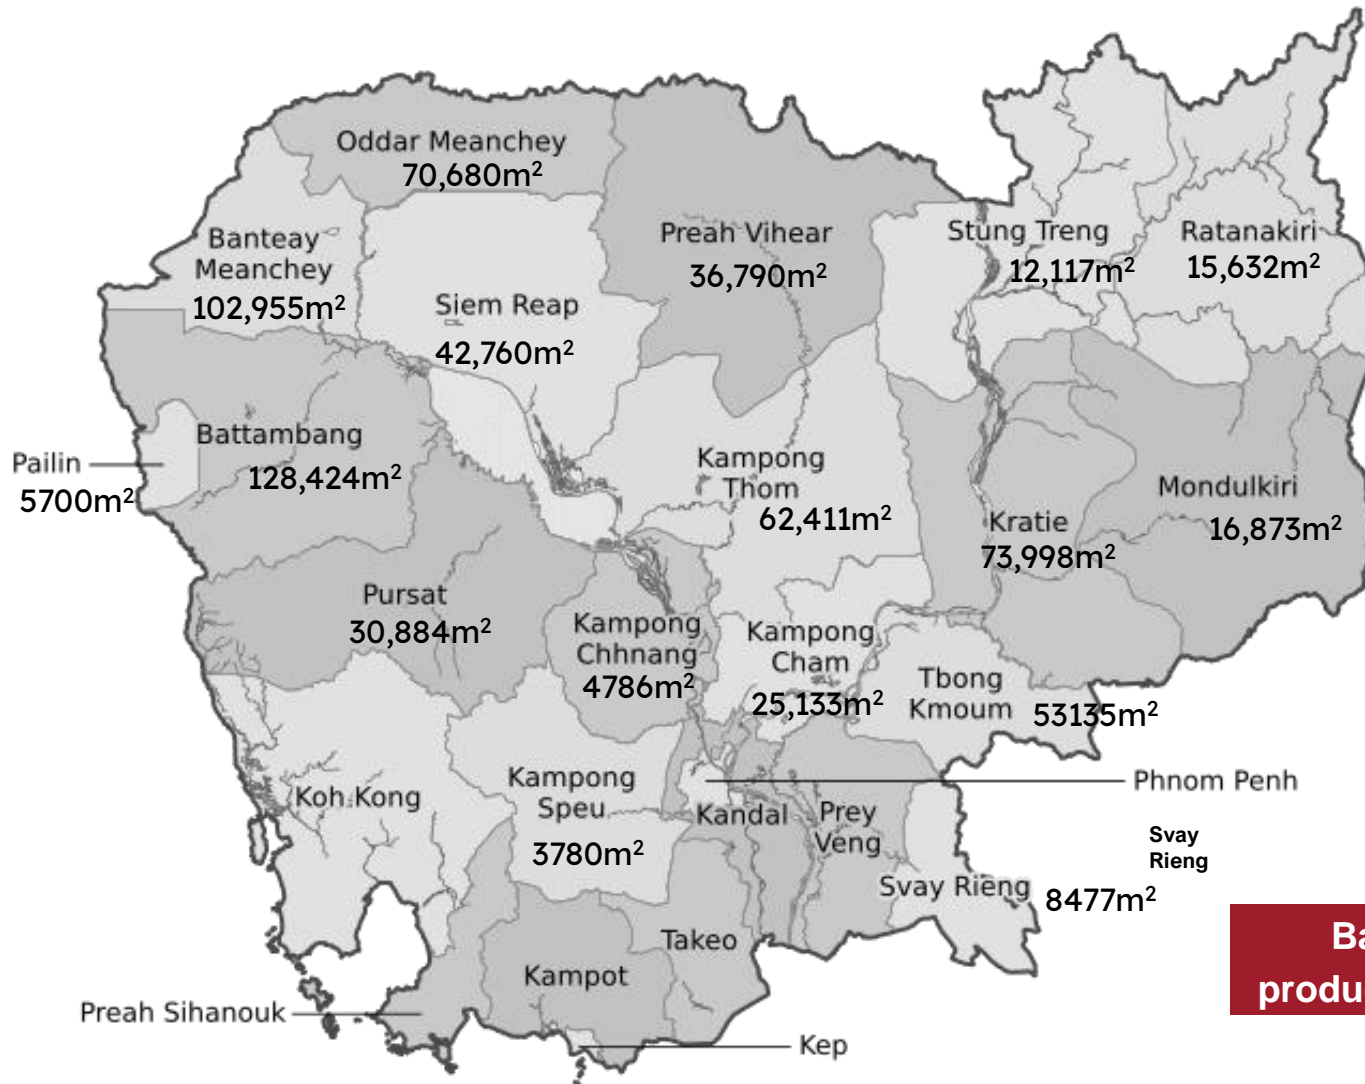 Oddar Meanchey
70,680m²
Banteay
Meanchey
102,955m²
Siem Reap
42,760m²
Preah Vihear
36,790m²
Stung Treng
12,117m²
Ratanakiri
15,632m²
Battambang
128,424m²
Pailin
5700m²
Kampong
Thom
62,411m²
Kratie
73,998m²
Mondulkiri
16,873m²
Pursat
30,884m²
Kampong
Chhnang
4786m²
Kampong
Cham
25,133m²
Tbong
Kmoum
53135m²
Koh Kong
Kampong
Speu
3780m²
Kandal
Prey
Veng
Phnom Penh
Svay
Rieng
Svay Rieng
8477m²
Takeo
Kampot
Preah Sihanouk
Kep
Ba
produ